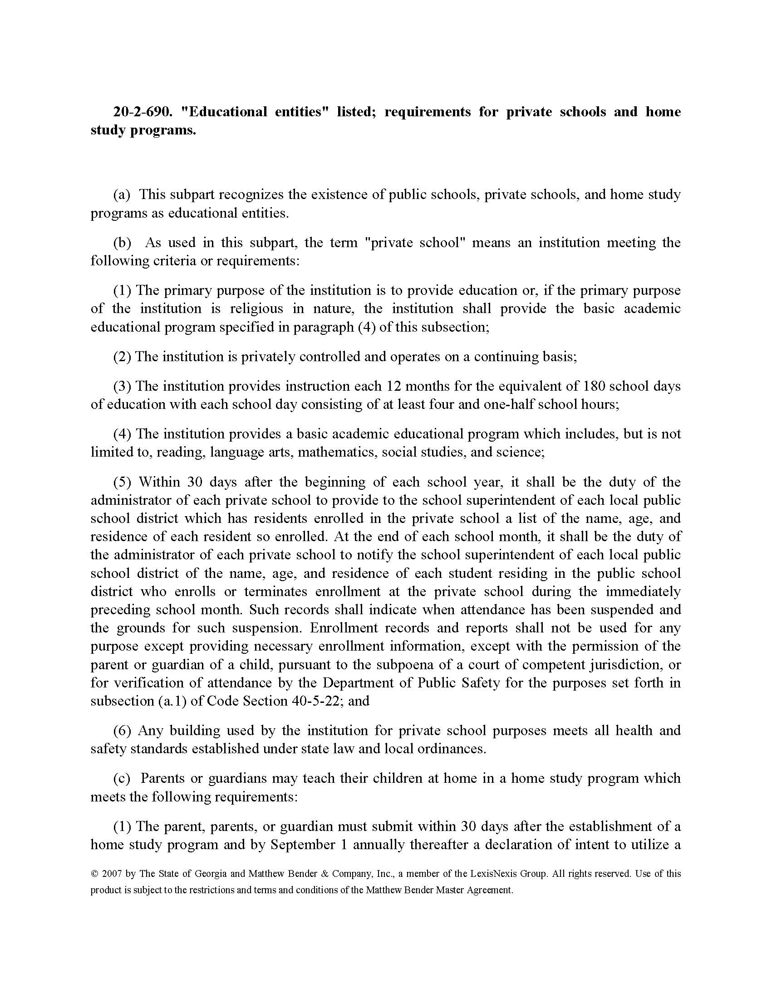 20-2-690. "Educational entities" listed; requirements for private schools and home
study programs.
(a) This subpart recognizes the existence of public schools, private schools, and home study
programs as educational entities.
(b) As used in this subpart, the term "private school" means an institution meeting the
following criteria or requirements:
(1) The primary purpose of the institution is to provide education or, if the primary purpose
of the institution is religious in nature, the institution shall provide the basic academic
educational program specified in paragraph (4) of this subsection;
(2) The institution is privately controlled and operates on a continuing basis;
(3) The institution provides instruction each 12 months for the equivalent of 180 school days
of education with each school day consisting of at least four and one-half school hours;
(4) The institution provides a basic academic educational program which includes, but is not
limited to, reading, language arts, mathematics, social studies, and science;
(5) Within 30 days after the beginning of each school year, it shall be the duty of the
administrator of each private school to provide to the school superintendent of each local public
school district which has residents enrolled in the private school a list of the name, age, and
residence of each resident so enrolled. At the end of each school month, it shall be the duty of
the administrator of each private school to notify the school superintendent of each local public
school district of the name, age, and residence of each student residing in the public school
district who enrolls or terminates enrollment at the private school during the immediately
preceding school month. Such records shall indicate when attendance has been suspended and
the grounds for such suspension. Enrollment records and reports shall not be used for any
purpose except providing necessary enrollment information, except with the permission of the
parent or guardian of a child, pursuant to the subpoena of a court of competent jurisdiction, or
for verification of attendance by the Department of Public Safety for the purposes set forth in
subsection (a.1) of Code Section 40-5-22; and
(6) Any building used by the institution for private school purposes meets all health and
safety standards established under state law and local ordinances.
(c) Parents or guardians may teach their children at home in a home study program which
meets the following requirements:
(1) The parent, parents, or guardian must submit within 30 days after the establishment of a
home study program and by September 1 annually thereafter a declaration of intent to utilize a
© 2007 by The State of Georgia and Matthew Bender & Company, Inc., a member of the LexisNexis Group. All rights reserved. Use of this
product is subject to the restrictions and terms and conditions of the Matthew Bender Master Agreement.